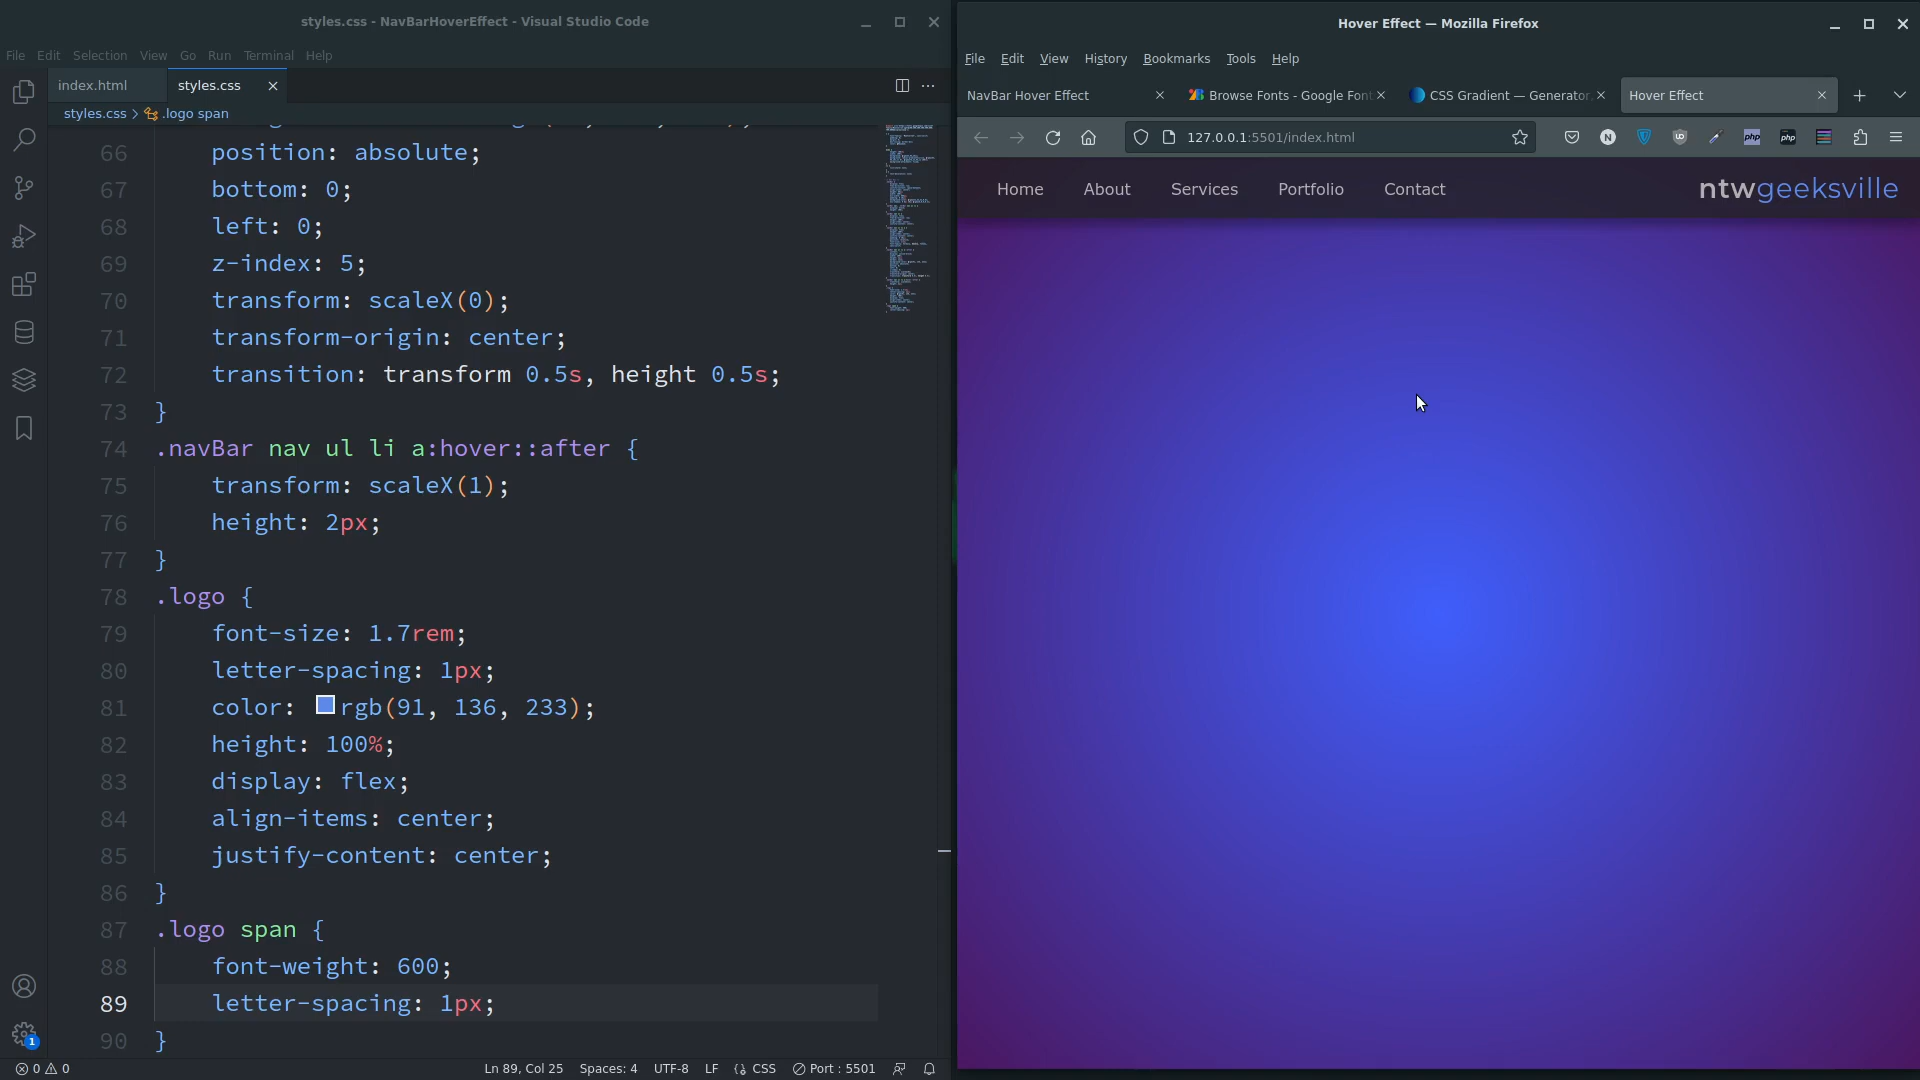 styles.css - NavBarHoverEffect - Visual Studio Code
File Edit Selection View Go Run Terminal Help
index.html styles.css
styles.css > .logo span
66 position: absolute;
67 bottom: 0;
68 left: 0;
69 z-index: 5;
70 transform: scaleX(0);
71 transform-origin: center;
72 transition: transform 0.5s, height 0.5s;
73 }
74 .navBar nav ul li a:hover::after {
75 transform: scaleX(1);
76 height: 2px;
77 }
78 .logo {
79 font-size: 1.7rem;
80 letter-spacing: 1px;
81 color: rgb(91, 136, 233);
82 height: 100%;
83 display: flex;
84 align-items: center;
85 justify-content: center;
86 }
87 .logo span {
88 font-weight: 600;
89 letter-spacing: 1px;
90 }
1
0 0 Ln 89, Col 25 Spaces: 4 UTF-8 LF {} CSS Port : 5501
Hover Effect — Mozilla Firefox
File Edit View History Bookmarks Tools Help
NavBar Hover Effect Browse Fonts - Google Font CSS Gradient — Generator, Hover Effect
127.0.0.1:5501/index.html N php php
Home About Services Portfolio Contact ntwgeeksville